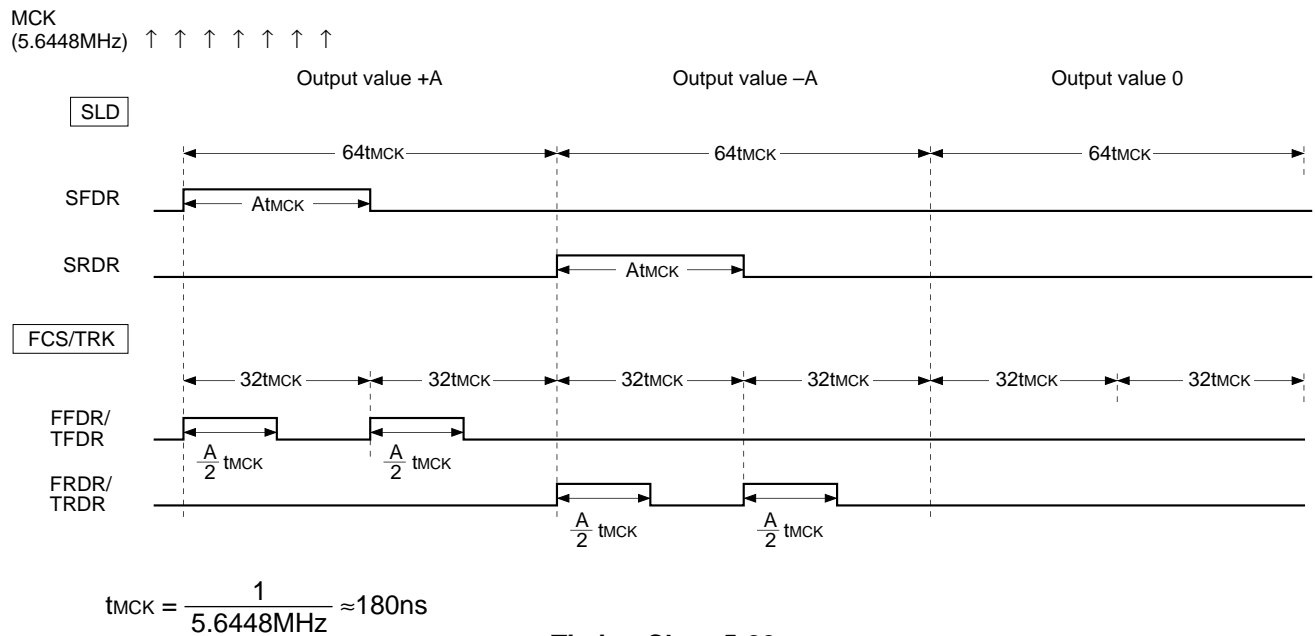 MCK
(5.6448MHz) ↑ ↑ ↑ ↑ ↑ ↑ ↑
Output value +A Output value –A Output value 0
SLD
64tMCK 64tMCK 64tMCK
SFDR
AtMCK
SRDR
AtMCK
FCS/TRK
32tMCK 32tMCK 32tMCK 32tMCK 32tMCK 32tMCK
FFDR/
TFDR
A/2 tMCK A/2 tMCK
FRDR/
TRDR
A/2 tMCK A/2 tMCK
tMCK = 1/5.6448MHz ≈180ns